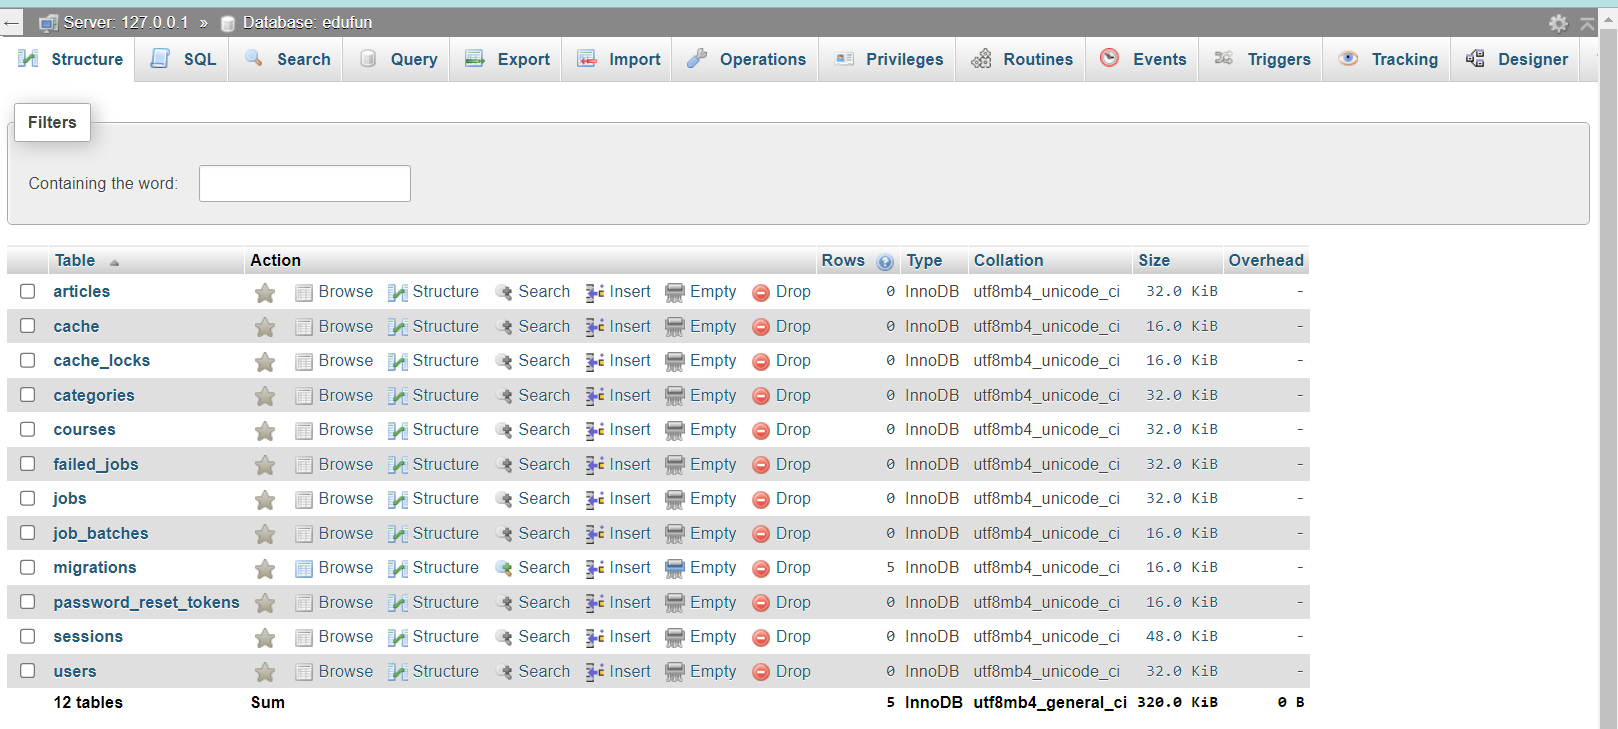 ← Server: 127.0.0.1 » Database: edufun
Structure SQL Search Query Export Import Operations Privileges Routines Events Triggers Tracking Designer
Filters
Containing the word:
Table Action Rows Type Collation Size Overhead
articles Browse Structure Search Insert Empty Drop 0 InnoDB utf8mb4_unicode_ci 32.0 KiB -
cache Browse Structure Search Insert Empty Drop 0 InnoDB utf8mb4_unicode_ci 16.0 KiB -
cache_locks Browse Structure Search Insert Empty Drop 0 InnoDB utf8mb4_unicode_ci 16.0 KiB -
categories Browse Structure Search Insert Empty Drop 0 InnoDB utf8mb4_unicode_ci 32.0 KiB -
courses Browse Structure Search Insert Empty Drop 0 InnoDB utf8mb4_unicode_ci 32.0 KiB -
failed_jobs Browse Structure Search Insert Empty Drop 0 InnoDB utf8mb4_unicode_ci 32.0 KiB -
jobs Browse Structure Search Insert Empty Drop 0 InnoDB utf8mb4_unicode_ci 32.0 KiB -
job_batches Browse Structure Search Insert Empty Drop 0 InnoDB utf8mb4_unicode_ci 16.0 KiB -
migrations Browse Structure Search Insert Empty Drop 5 InnoDB utf8mb4_unicode_ci 16.0 KiB -
password_reset_tokens Browse Structure Search Insert Empty Drop 0 InnoDB utf8mb4_unicode_ci 16.0 KiB -
sessions Browse Structure Search Insert Empty Drop 0 InnoDB utf8mb4_unicode_ci 48.0 KiB -
users Browse Structure Search Insert Empty Drop 0 InnoDB utf8mb4_unicode_ci 32.0 KiB -
12 tables Sum 5 InnoDB utf8mb4_general_ci 320.0 KiB 0 B